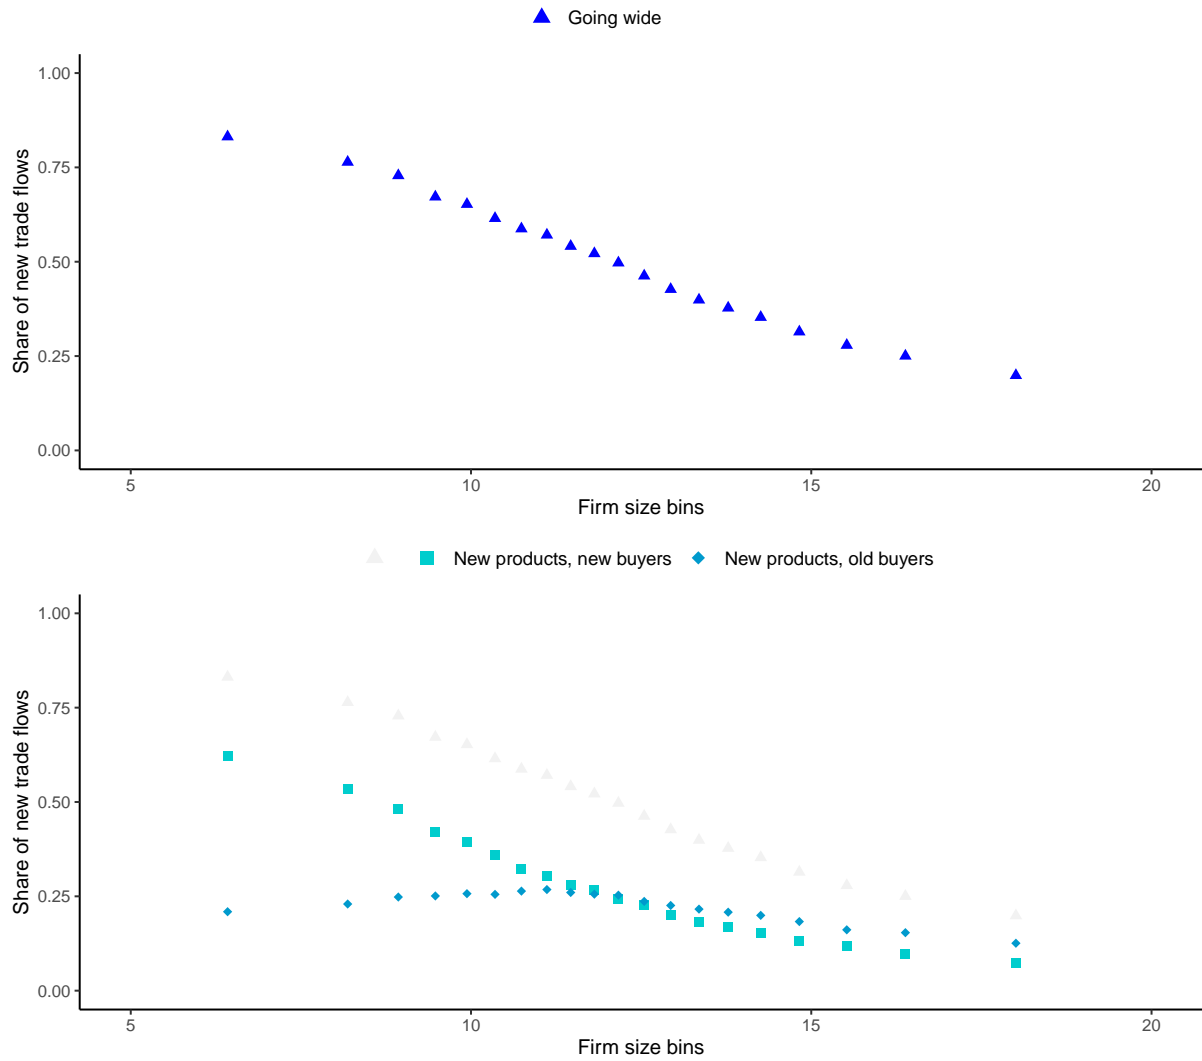 Going wide
1.00
0.75
0.50
0.25
0.00
Share of new trade flows
5 10 15 20
Firm size bins
New products, new buyers New products, old buyers
1.00
0.75
0.50
0.25
0.00
Share of new trade flows
5 10 15 20
Firm size bins